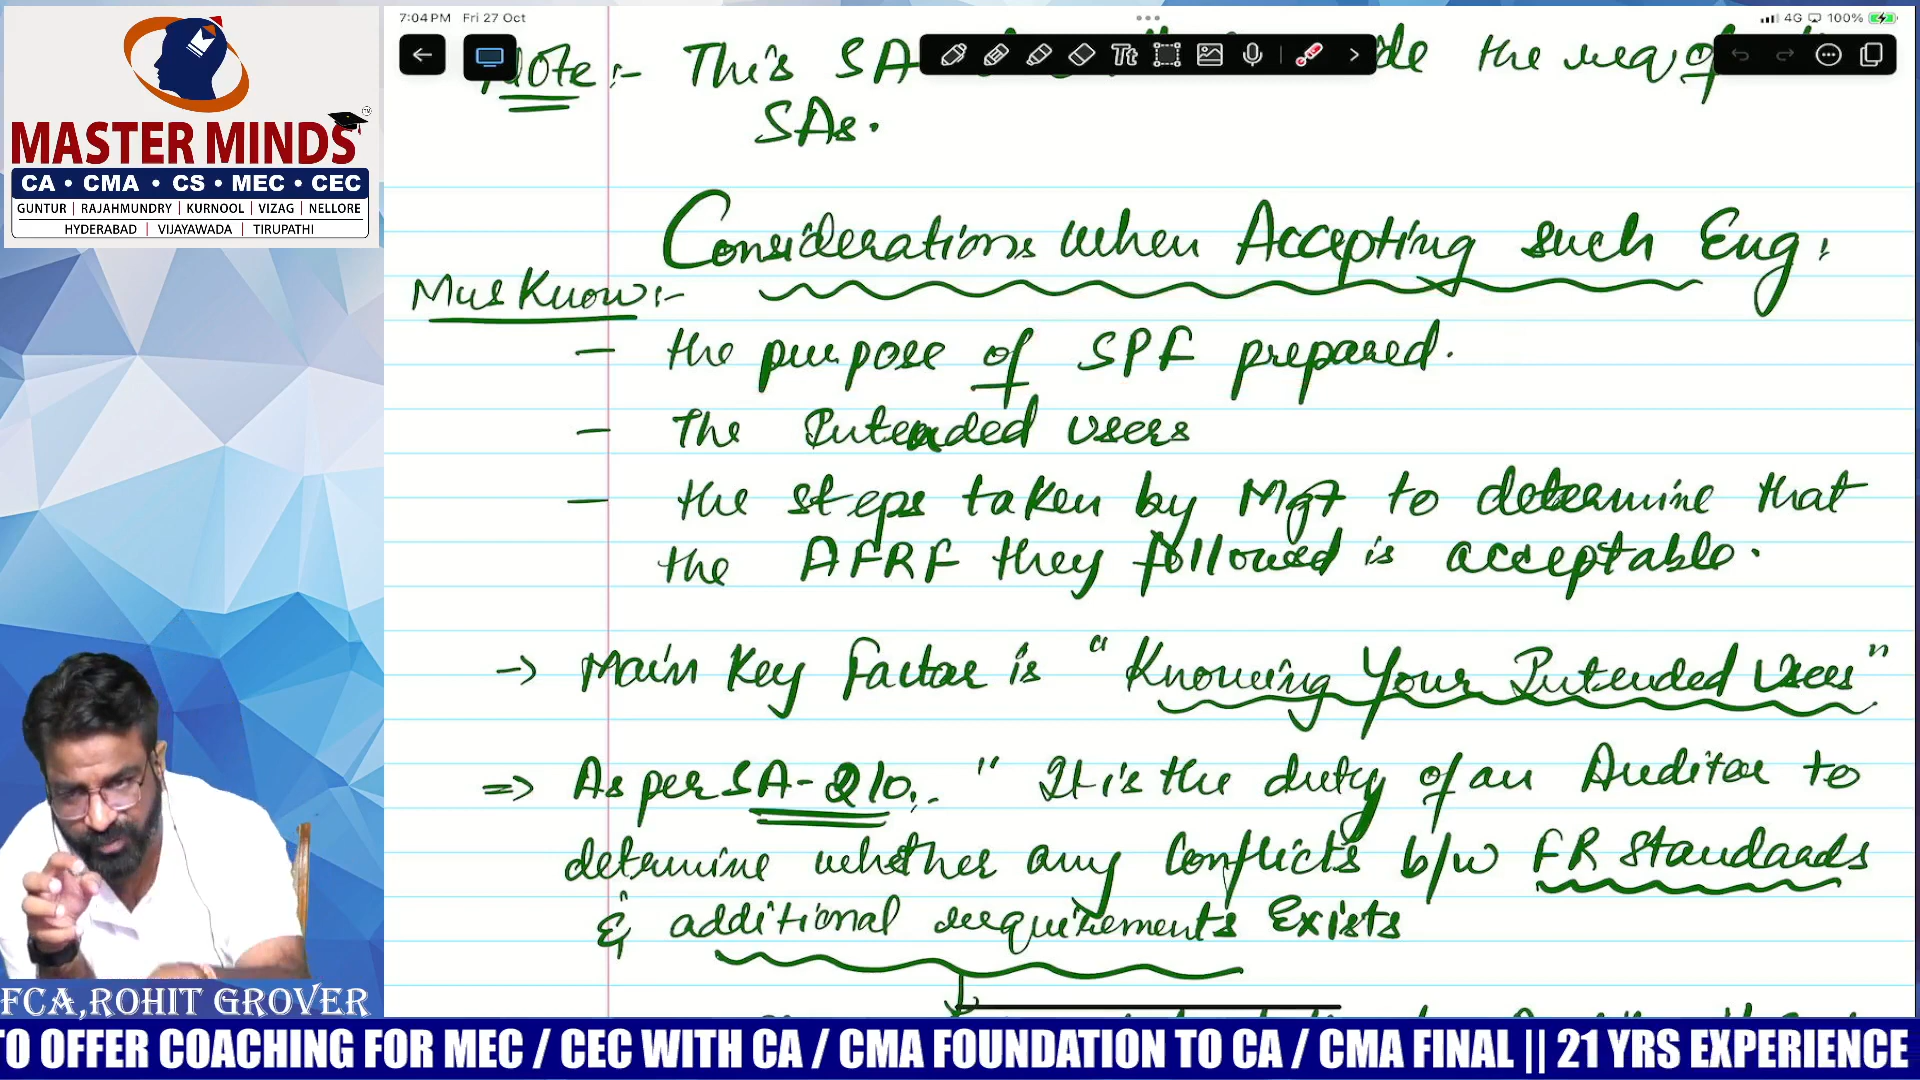 7:04 PM Fri 27 Oct
4G 100%
Note:- This SA de the req of
SAs.
MASTER MINDS
CA • CMA • CS • MEC • CEC
GUNTUR | RAJAHMUNDRY | KURNOOL | VIZAG | NELLORE
HYDERABAD | VIJAYAWADA | TIRUPATHI
Considerations when Accepting such Eng:
Mus Know:-
- the purpose of SPF prepared.
- The Intended Users
- the steps taken by Mgt to determine that
the AFRF they followed is acceptable.
→ Main Key Factor is "Knowing Your Intended Users"
⇒ As per SA-210,. "It is the duty of an Auditor to
determine whether any Conflicts b/w FR Standards
& additional requirements Exists
FCA,ROHIT GROVER
TO OFFER COACHING FOR MEC / CEC WITH CA / CMA FOUNDATION TO CA / CMA FINAL || 21 YRS EXPERIENCE